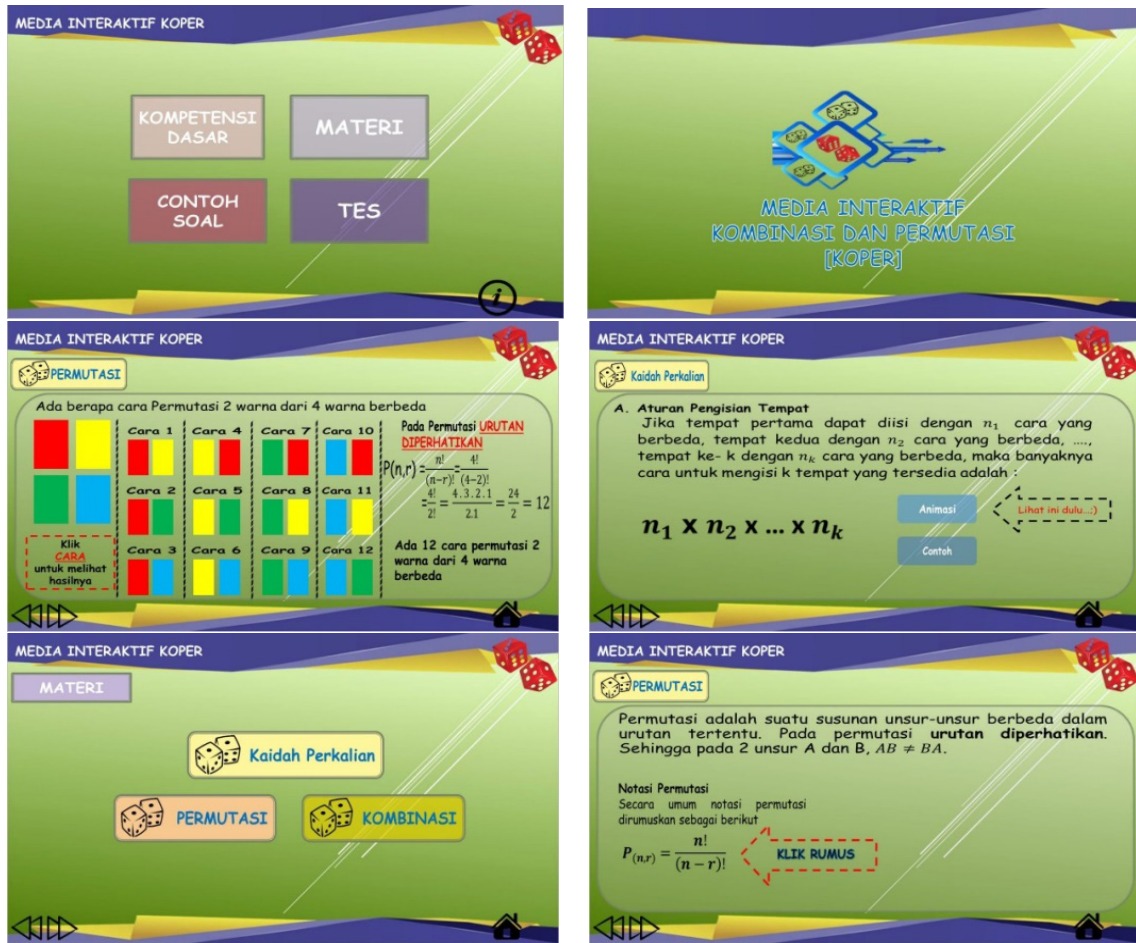 MEDIA INTERAKTIF KOPER
KOMPETENSI
DASAR
MATERI
CONTOH
SOAL
TES
i
MEDIA INTERAKTIF
KOMBINASI DAN PERMUTASI
[KOPER]
MEDIA INTERAKTIF KOPER
PERMUTASI
Ada berapa cara Permutasi 2 warna dari 4 warna berbeda
Cara 1 Cara 4 Cara 7 Cara 10
Cara 2 Cara 5 Cara 8 Cara 11
Cara 3 Cara 6 Cara 9 Cara 12
Klik
CARA
untuk melihat
hasilnya
Pada Permutasi URUTAN
DIPERHATIKAN
P(n,r) = n!/(n−r)! = 4!/(4−2)!
= 4!/2! = 4.3.2.1/2.1 = 24/2 = 12
Ada 12 cara permutasi 2
warna dari 4 warna
berbeda
MEDIA INTERAKTIF KOPER
Kaidah Perkalian
A. Aturan Pengisian Tempat
Jika tempat pertama dapat diisi dengan n₁ cara yang
berbeda, tempat kedua dengan n₂ cara yang berbeda, ....,
tempat ke- k dengan nₖ cara yang berbeda, maka banyaknya
cara untuk mengisi k tempat yang tersedia adalah :
n₁ x n₂ x ... x nₖ
Animasi
Lihat ini dulu...:)
Contoh
MEDIA INTERAKTIF KOPER
MATERI
Kaidah Perkalian
PERMUTASI
KOMBINASI
MEDIA INTERAKTIF KOPER
PERMUTASI
Permutasi adalah suatu susunan unsur-unsur berbeda dalam
urutan tertentu. Pada permutasi urutan diperhatikan.
Sehingga pada 2 unsur A dan B, AB ≠ BA.
Notasi Permutasi
Secara umum notasi permutasi
dirumuskan sebagai berikut
P₍ₙ,ᵣ₎ = n!/(n − r)!
KLIK RUMUS